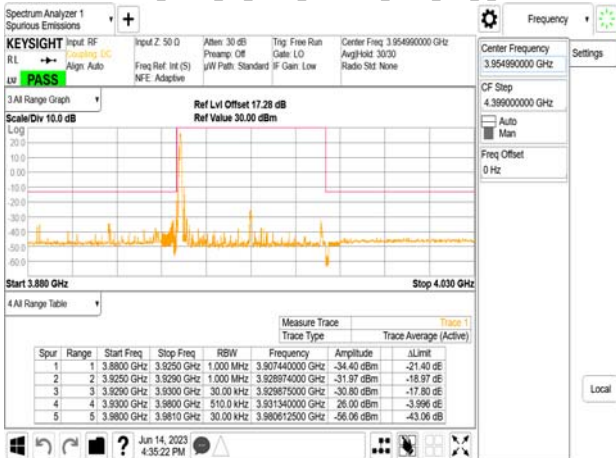 Spectrum Analyzer 1
Spurious Emissions
+
Frequency
KEYSIGHT
RL
LV PASS
Input: RF
Coupling: DC
Align: Auto
Input Z: 50 Ω
Freq Ref: Int (S)
NFE: Adaptive
Atten: 30 dB
Preamp: Off
µW Path: Standard
Trig: Free Run
Gate: LO
IF Gain: Low
Center Freq: 3.954990000 GHz
Avg|Hold: 30/30
Radio Std: None
Center Frequency
3.954990000 GHz
Settings
CF Step
4.399000000 GHz
Auto
Man
Freq Offset
0 Hz
Local
3 All Range Graph
Scale/Div 10.0 dB
Ref Lvl Offset 17.28 dB
Ref Value 30.00 dBm
Log
20.0
10.0
0.00
-10.0
-20.0
-30.0
-40.0
-50.0
-60.0
Start 3.880 GHz
Stop 4.030 GHz
4 All Range Table
Measure Trace Trace 1
Trace Type Trace Average (Active)
Spur Range Start Freq Stop Freq RBW Frequency Amplitude ΔLimit
1 1 3.8800 GHz 3.9250 GHz 1.000 MHz 3.907440000 GHz -34.40 dBm -21.40 dB
2 2 3.9250 GHz 3.9290 GHz 1.000 MHz 3.928974000 GHz -31.97 dBm -18.97 dB
3 3 3.9290 GHz 3.9300 GHz 30.00 kHz 3.929875000 GHz -30.80 dBm -17.80 dB
4 4 3.9300 GHz 3.9800 GHz 510.0 kHz 3.931340000 GHz 26.00 dBm -3.996 dB
5 5 3.9800 GHz 3.9810 GHz 30.00 kHz 3.980612500 GHz -56.06 dBm -43.06 dB
?
Jun 14, 2023
4:35:22 PM